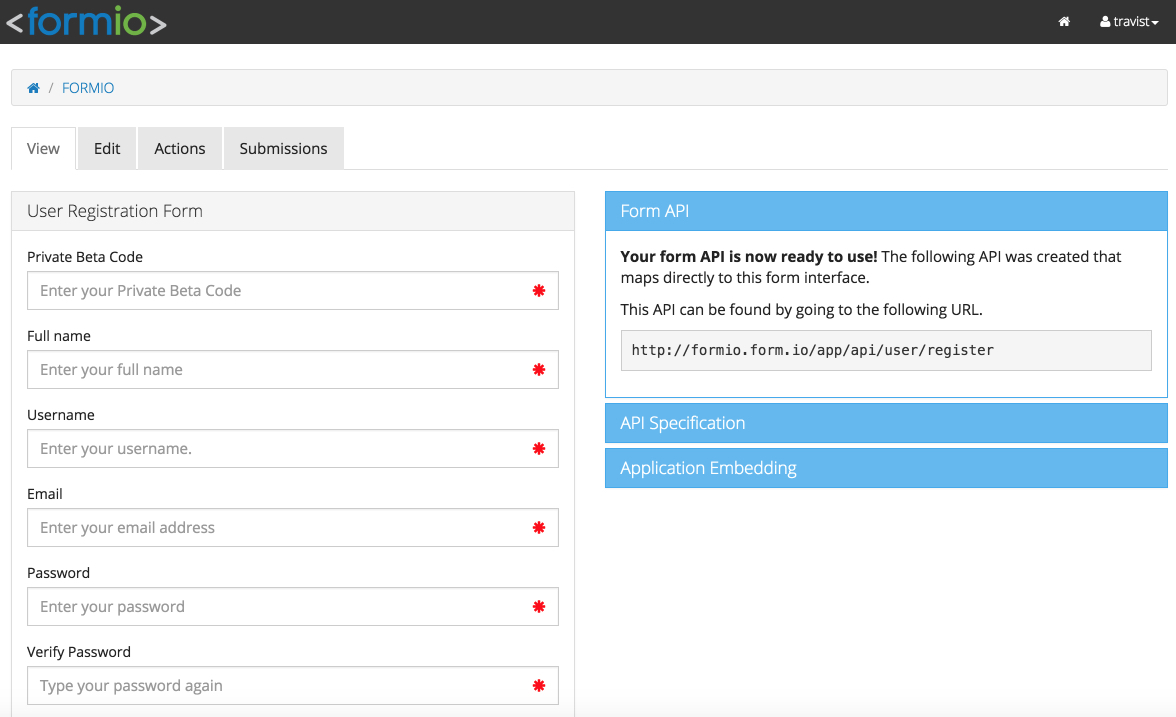 <formio>
travist
/ FORMIO
View Edit Actions Submissions
User Registration Form
Private Beta Code
Enter your Private Beta Code
Full name
Enter your full name
Username
Enter your username.
Email
Enter your email address
Password
Enter your password
Verify Password
Type your password again
Form API
Your form API is now ready to use! The following API was created that
maps directly to this form interface.
This API can be found by going to the following URL.
http://formio.form.io/app/api/user/register
API Specification
Application Embedding